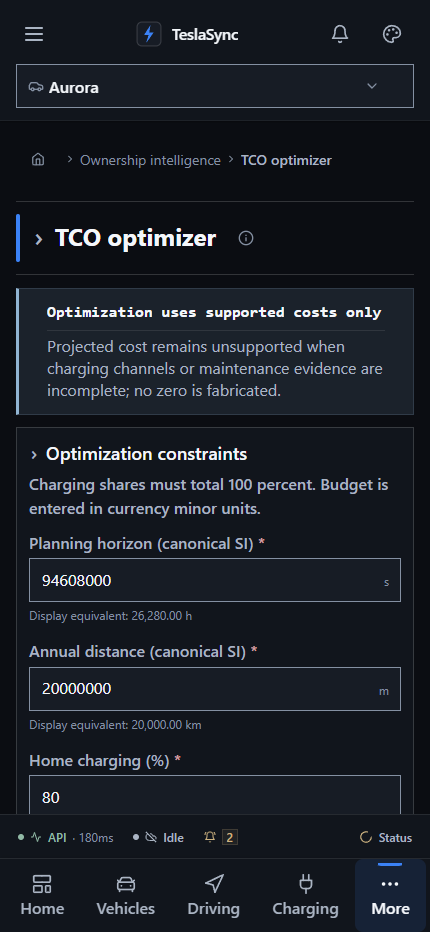 TeslaSync
Aurora
Ownership intelligence
TCO optimizer
TCO optimizer
Optimization uses supported costs only
Projected cost remains unsupported when
charging channels or maintenance evidence are
incomplete; no zero is fabricated.
Optimization constraints
Charging shares must total 100 percent. Budget is
entered in currency minor units.
Planning horizon (canonical SI) *
94608000 s
Display equivalent: 26,280.00 h
Annual distance (canonical SI) *
20000000 m
Display equivalent: 20,000.00 km
Home charging (%) *
80
API · 180ms Idle 2 Status
Home Vehicles Driving Charging More